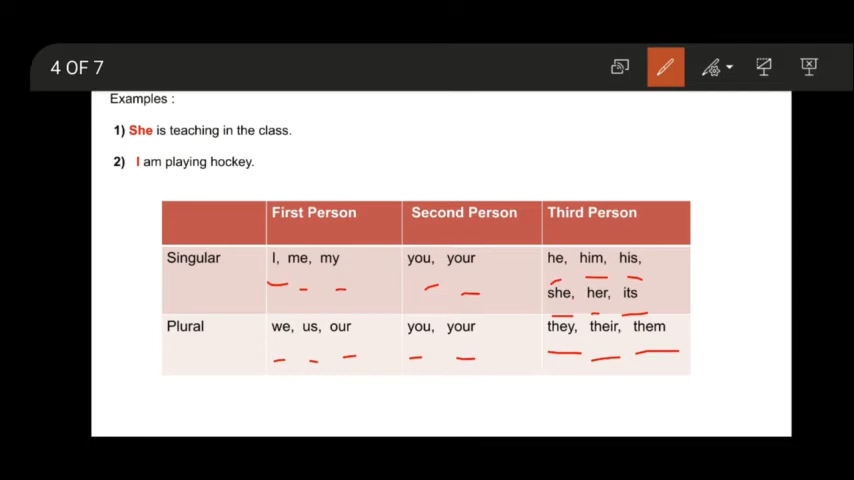 4 OF 7
Examples :
1) She is teaching in the class.
2) I am playing hockey.
First Person Second Person Third Person
Singular I, me, my you, your he, him, his,
she, her, its
Plural we, us, our you, your they, their, them